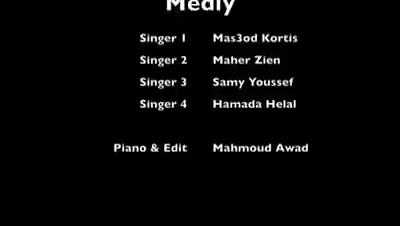 Medly
Singer 1 Mas3od Kortis
Singer 2 Maher Zien
Singer 3 Samy Youssef
Singer 4 Hamada Helal
Piano & Edit Mahmoud Awad